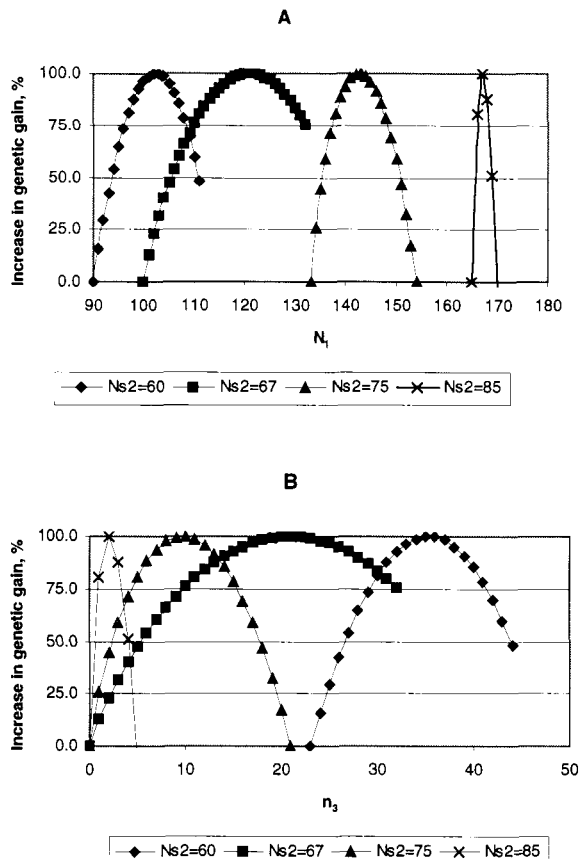 A
Increase in genetic gain, %
100.0
75.0
50.0
25.0
0.0
90 100 110 120 130 140 150 160 170 180
N1
Ns2=60 Ns2=67 Ns2=75 Ns2=85
B
Increase in genetic gain, %
100.0
75.0
50.0
25.0
0.0
0 10 20 30 40 50
n3
Ns2=60 Ns2=67 Ns2=75 Ns2=85